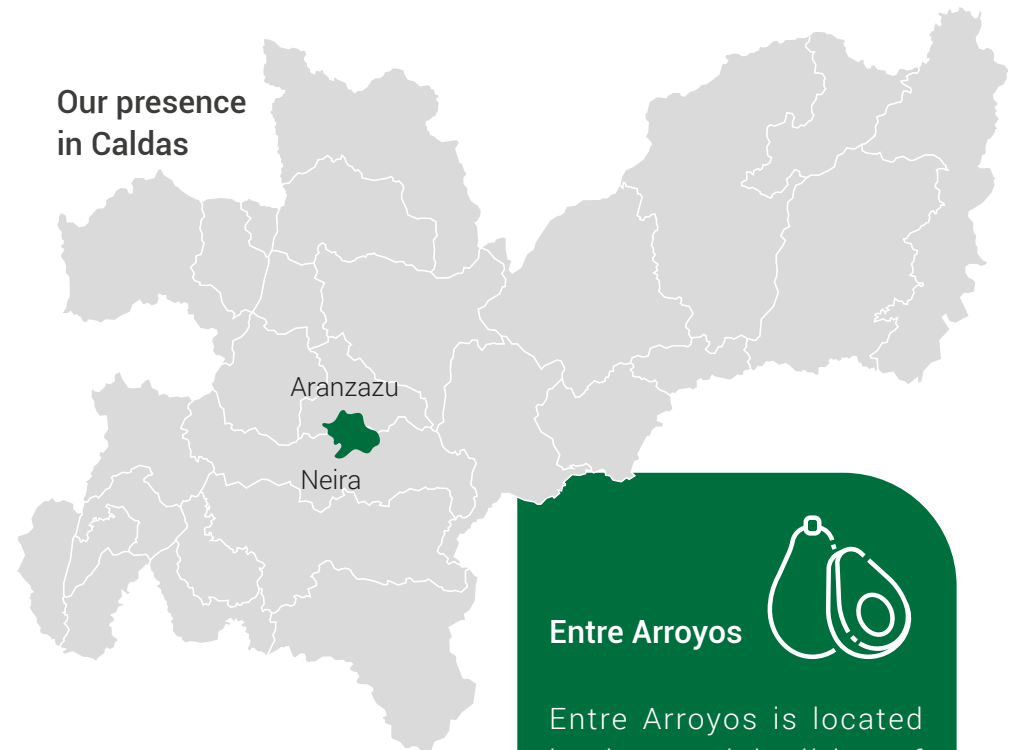 Our presence
in Caldas
Aranzazu
Neira
Entre Arroyos
Entre Arroyos is located